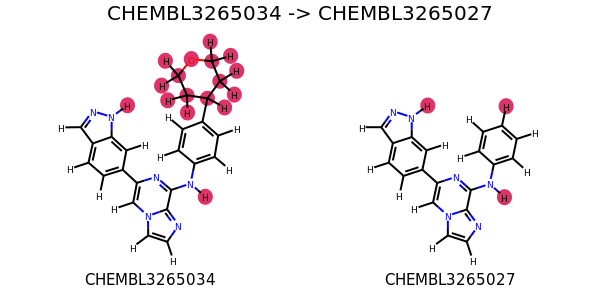 CHEMBL3265034 -> CHEMBL3265027
H H O H H H H H H H H H
H N N H H H H H H N N H H N N H H
H N N H H H H H H N N H H N N H H
CHEMBL3265034 CHEMBL3265027